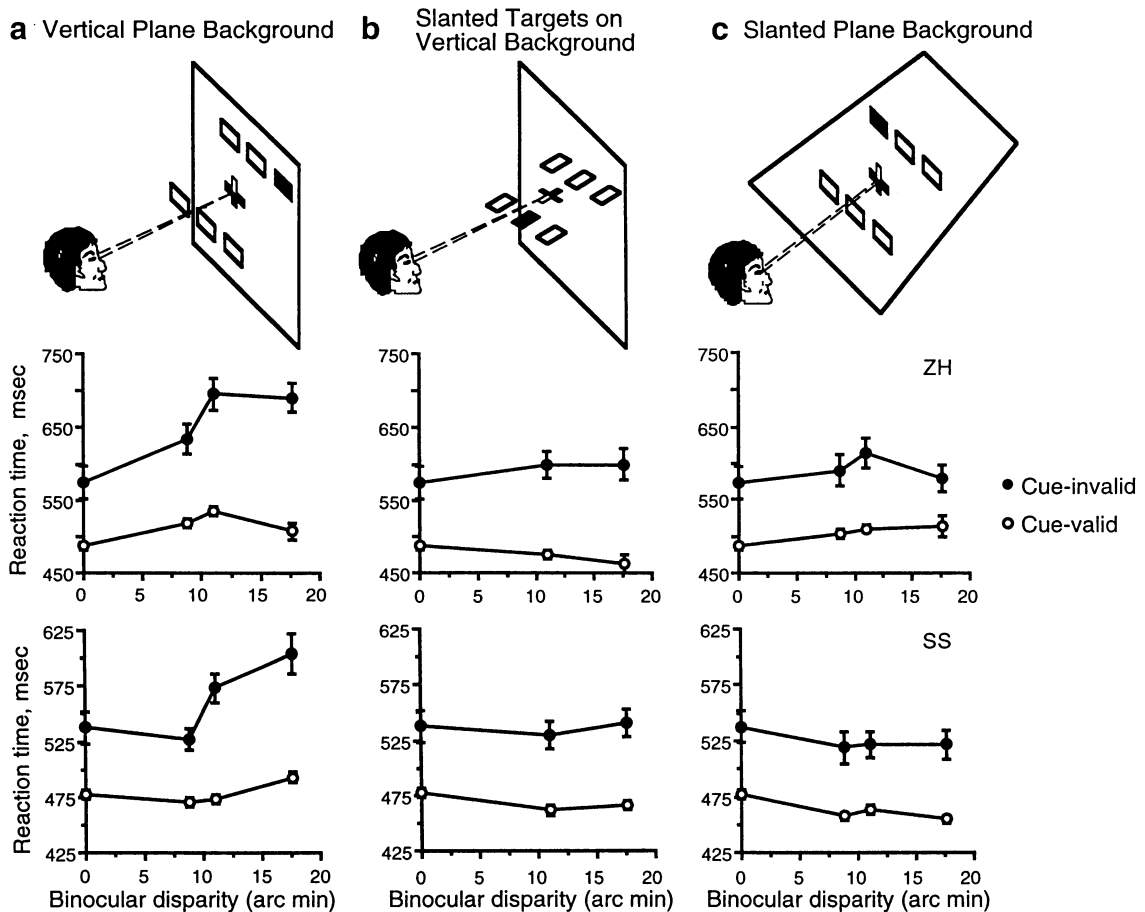 a Vertical Plane Background
b Slanted Targets on
Vertical Background
c Slanted Plane Background
Reaction time, msec
750
650
550
450
0 5 10 15 20
0 5 10 15 20
750
650
550
450
0 5 10 15 20
750
650
550
450
ZH
Cue-invalid
Cue-valid
Reaction time, msec
625
575
525
475
425
0 5 10 15 20
Binocular disparity (arc min)
625
575
525
475
425
0 5 10 15 20
Binocular disparity (arc min)
625
575
525
475
425
SS
0 5 10 15 20
Binocular disparity (arc min)